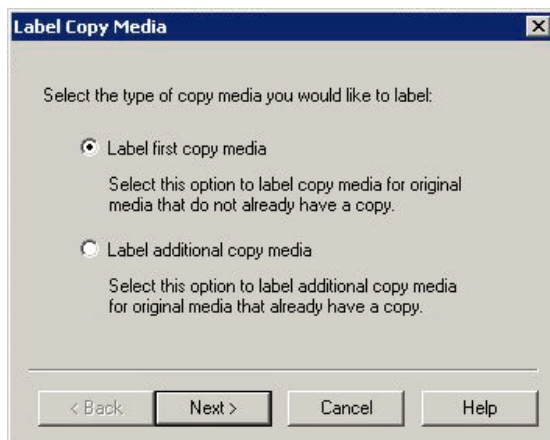 Label Copy Media
Select the type of copy media you would like to label:
Label first copy media
Select this option to label copy media for original
media that do not already have a copy.
Label additional copy media
Select this option to label additional copy media
for original media that already have a copy.
< Back
Next >
Cancel
Help